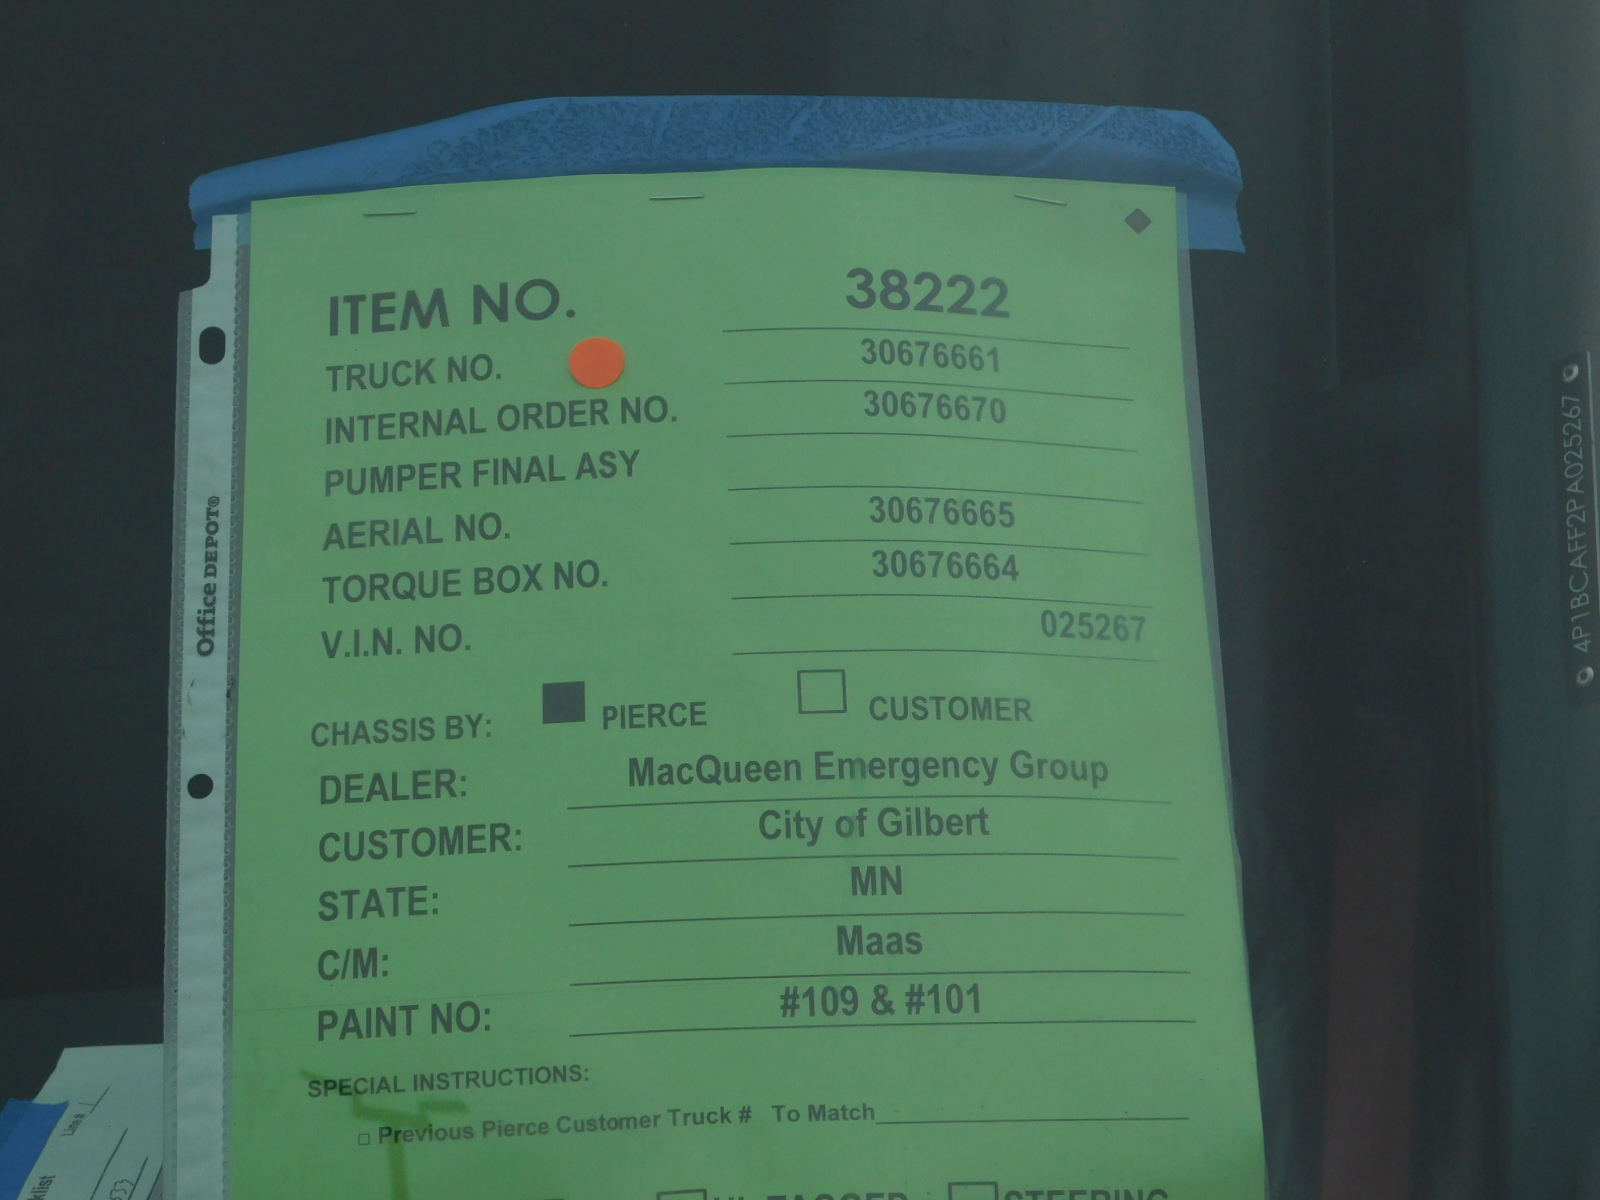 ITEM NO. 38222
TRUCK NO. 30676661
INTERNAL ORDER NO. 30676670
PUMPER FINAL ASY
AERIAL NO. 30676665
TORQUE BOX NO. 30676664
V.I.N. NO. 025267
CHASSIS BY: PIERCE CUSTOMER
DEALER: MacQueen Emergency Group
CUSTOMER: City of Gilbert
STATE: MN
C/M: Maas
PAINT NO: #109 & #101
SPECIAL INSTRUCTIONS:
Previous Pierce Customer Truck # To Match
STEERING
Office DEPOT®
4P1BCAFF2PA025267
Line #